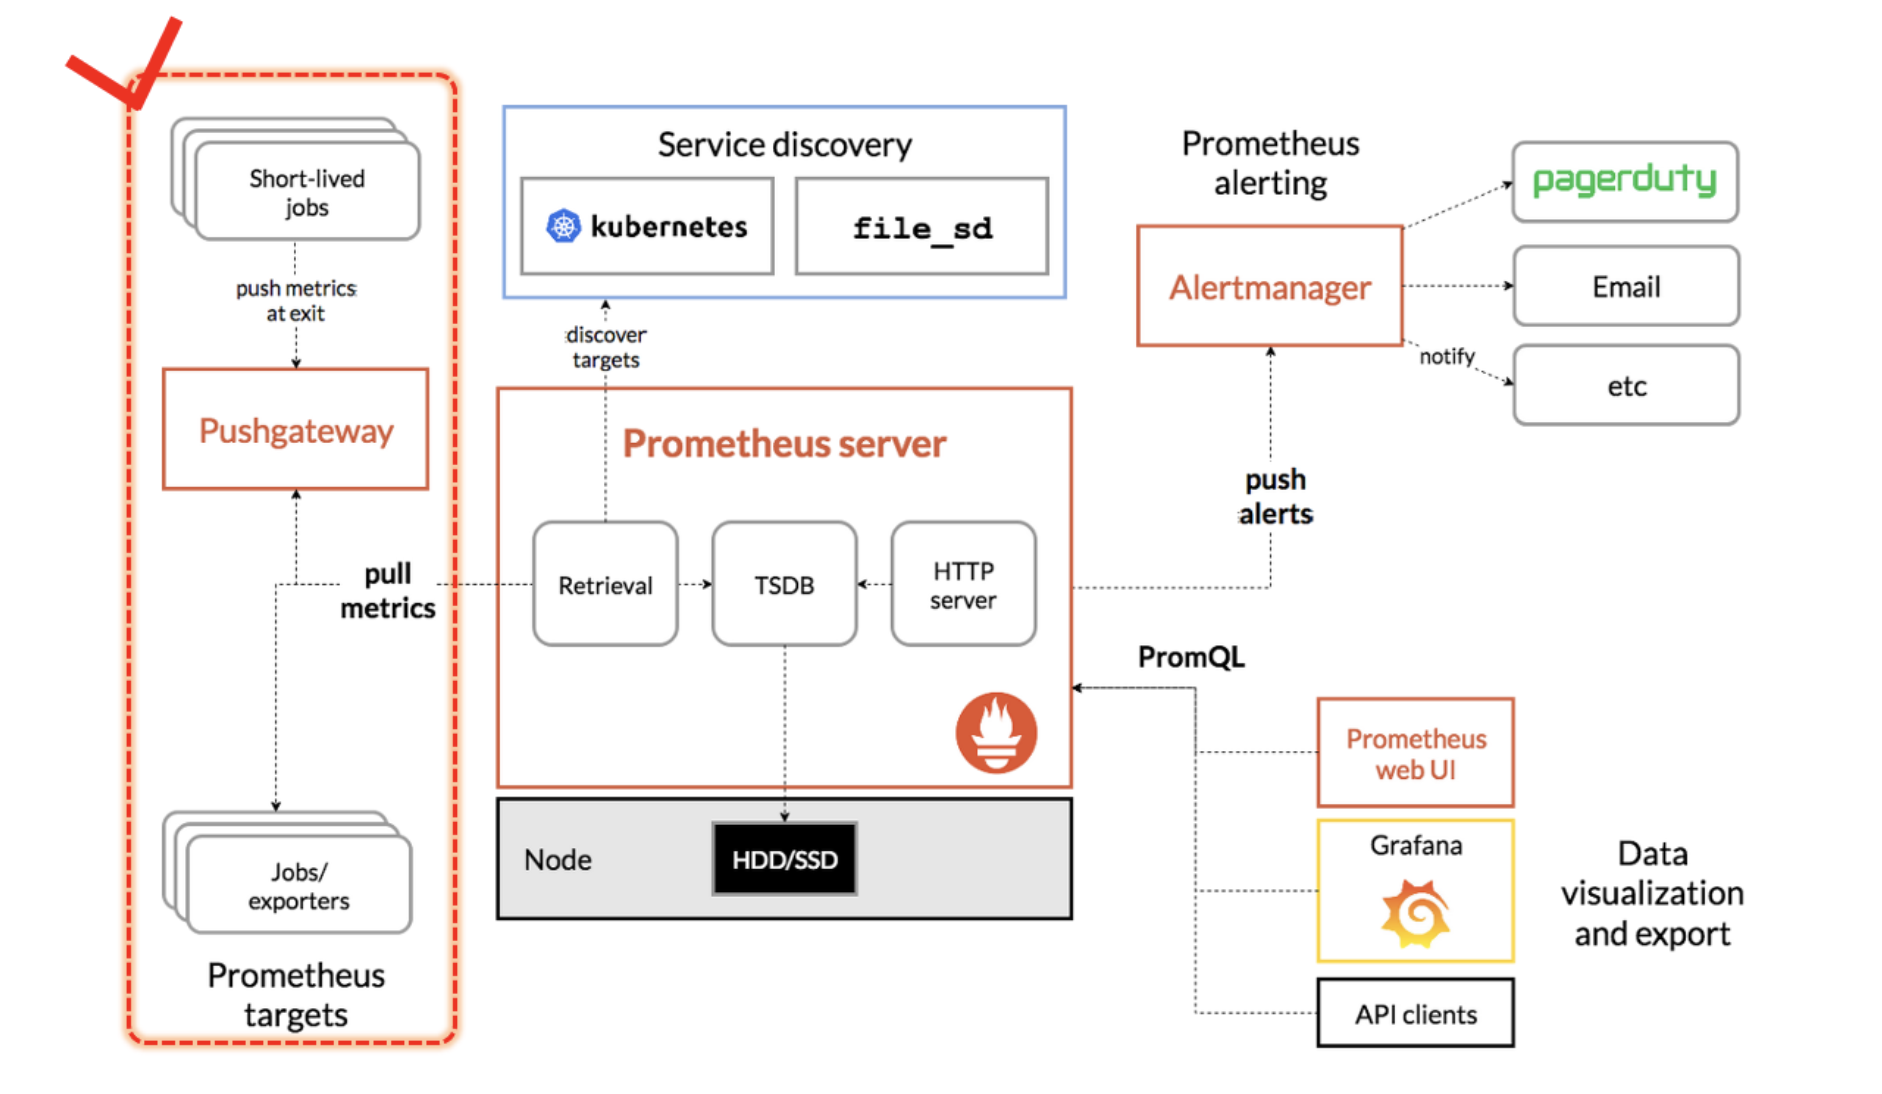 Short-lived
jobs
push metrics
at exit
Pushgateway
pull
metrics
Jobs/
exporters
Prometheus
targets
Service discovery
kubernetes
file_sd
discover
targets
Prometheus server
Retrieval
TSDB
HTTP
server
Node
HDD/SSD
Prometheus
alerting
Alertmanager
pagerduty
Email
notify
etc
push
alerts
PromQL
Prometheus
web UI
Grafana
API clients
Data
visualization
and export